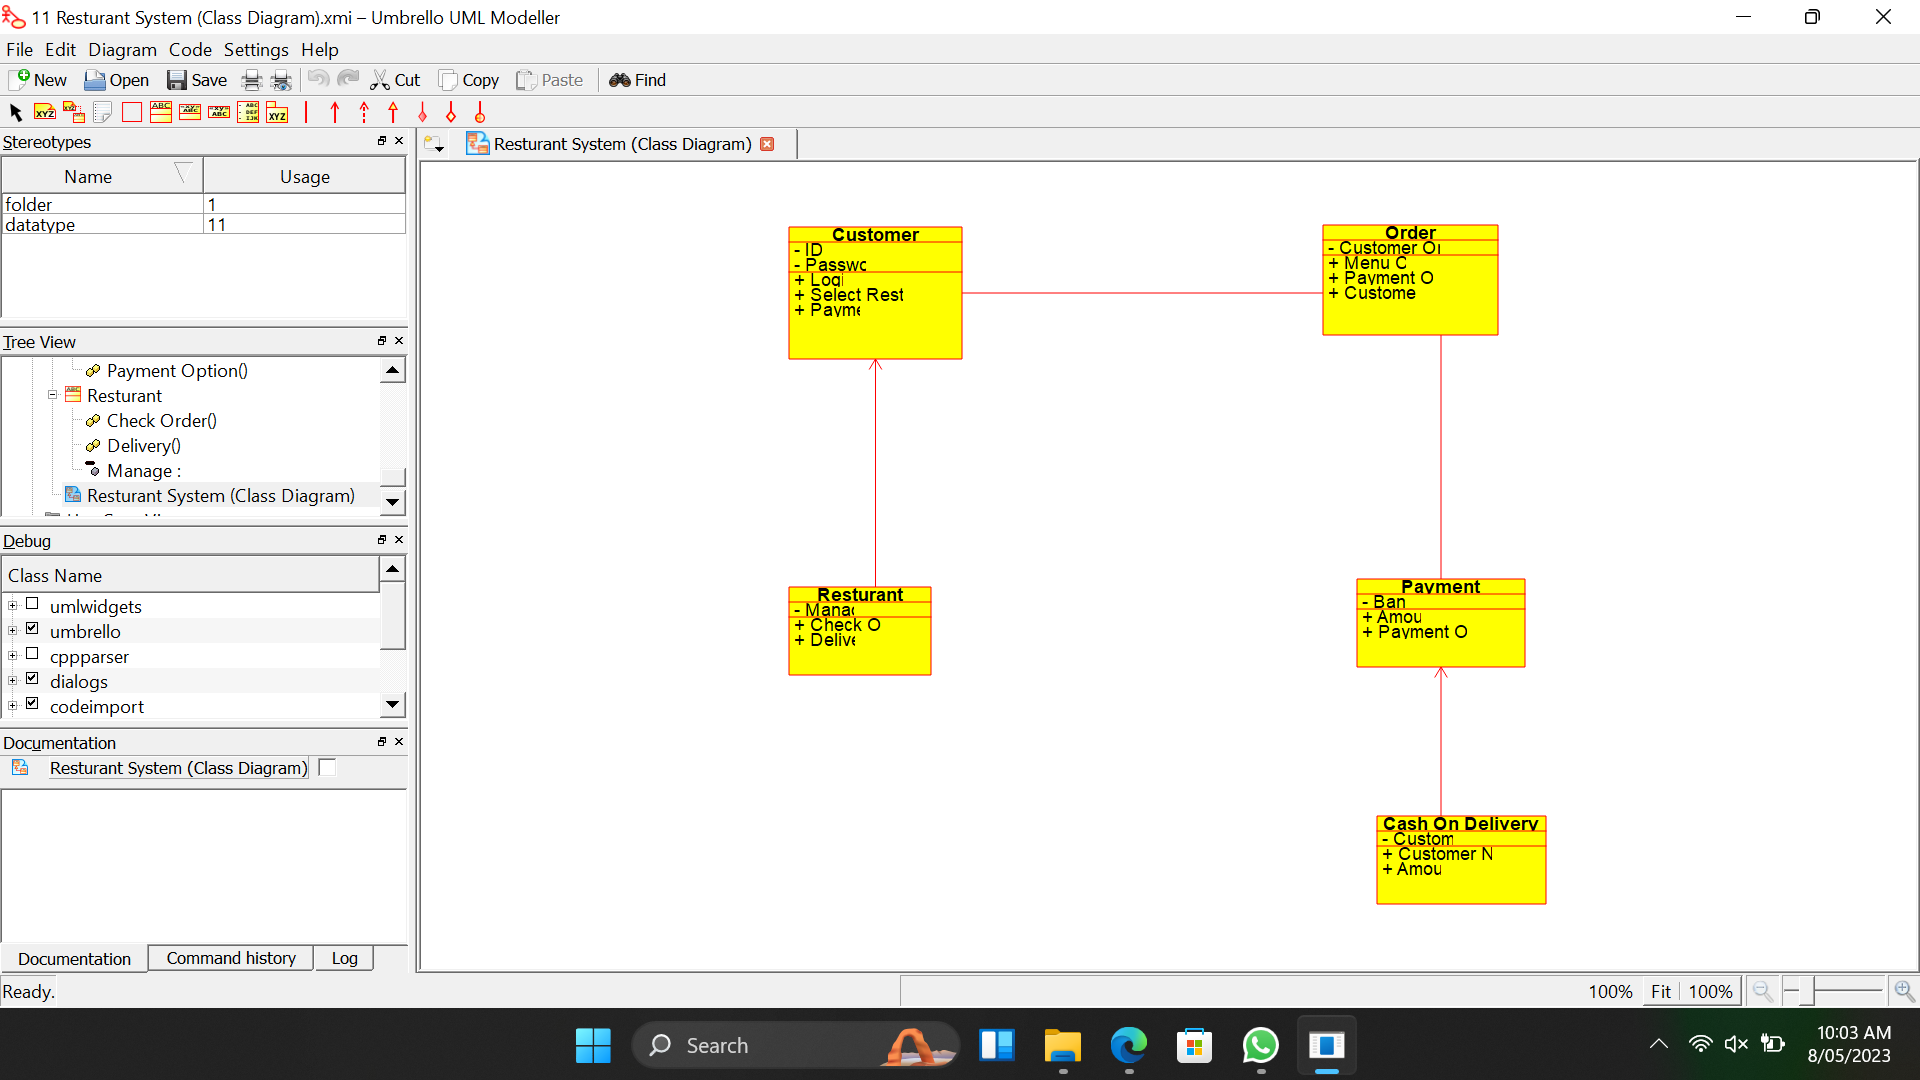 11 Resturant System (Class Diagram).xmi – Umbrello UML Modeller
File Edit Diagram Code Settings Help
New Open Save Cut Copy Paste Find
Stereotypes
Name Usage
folder 1
datatype 11
Tree View
Payment Option()
Resturant
Check Order()
Delivery()
Manage :
Resturant System (Class Diagram)
Debug
Class Name
umlwidgets
umbrello
cppparser
dialogs
codeimport
Documentation
Resturant System (Class Diagram)
Documentation Command history Log
Ready.
Resturant System (Class Diagram)
Customer
- ID
- Passwo
+ Logi
+ Select Rest
+ Payme
Order
- Customer Or
+ Menu O
+ Payment O
+ Custome
Resturant
- Manag
+ Check O
+ Delive
Payment
- Ban
+ Amou
+ Payment O
Cash On Delivery
- Custom
+ Customer N
+ Amou
100% Fit 100%
Search
10:03 AM
8/05/2023